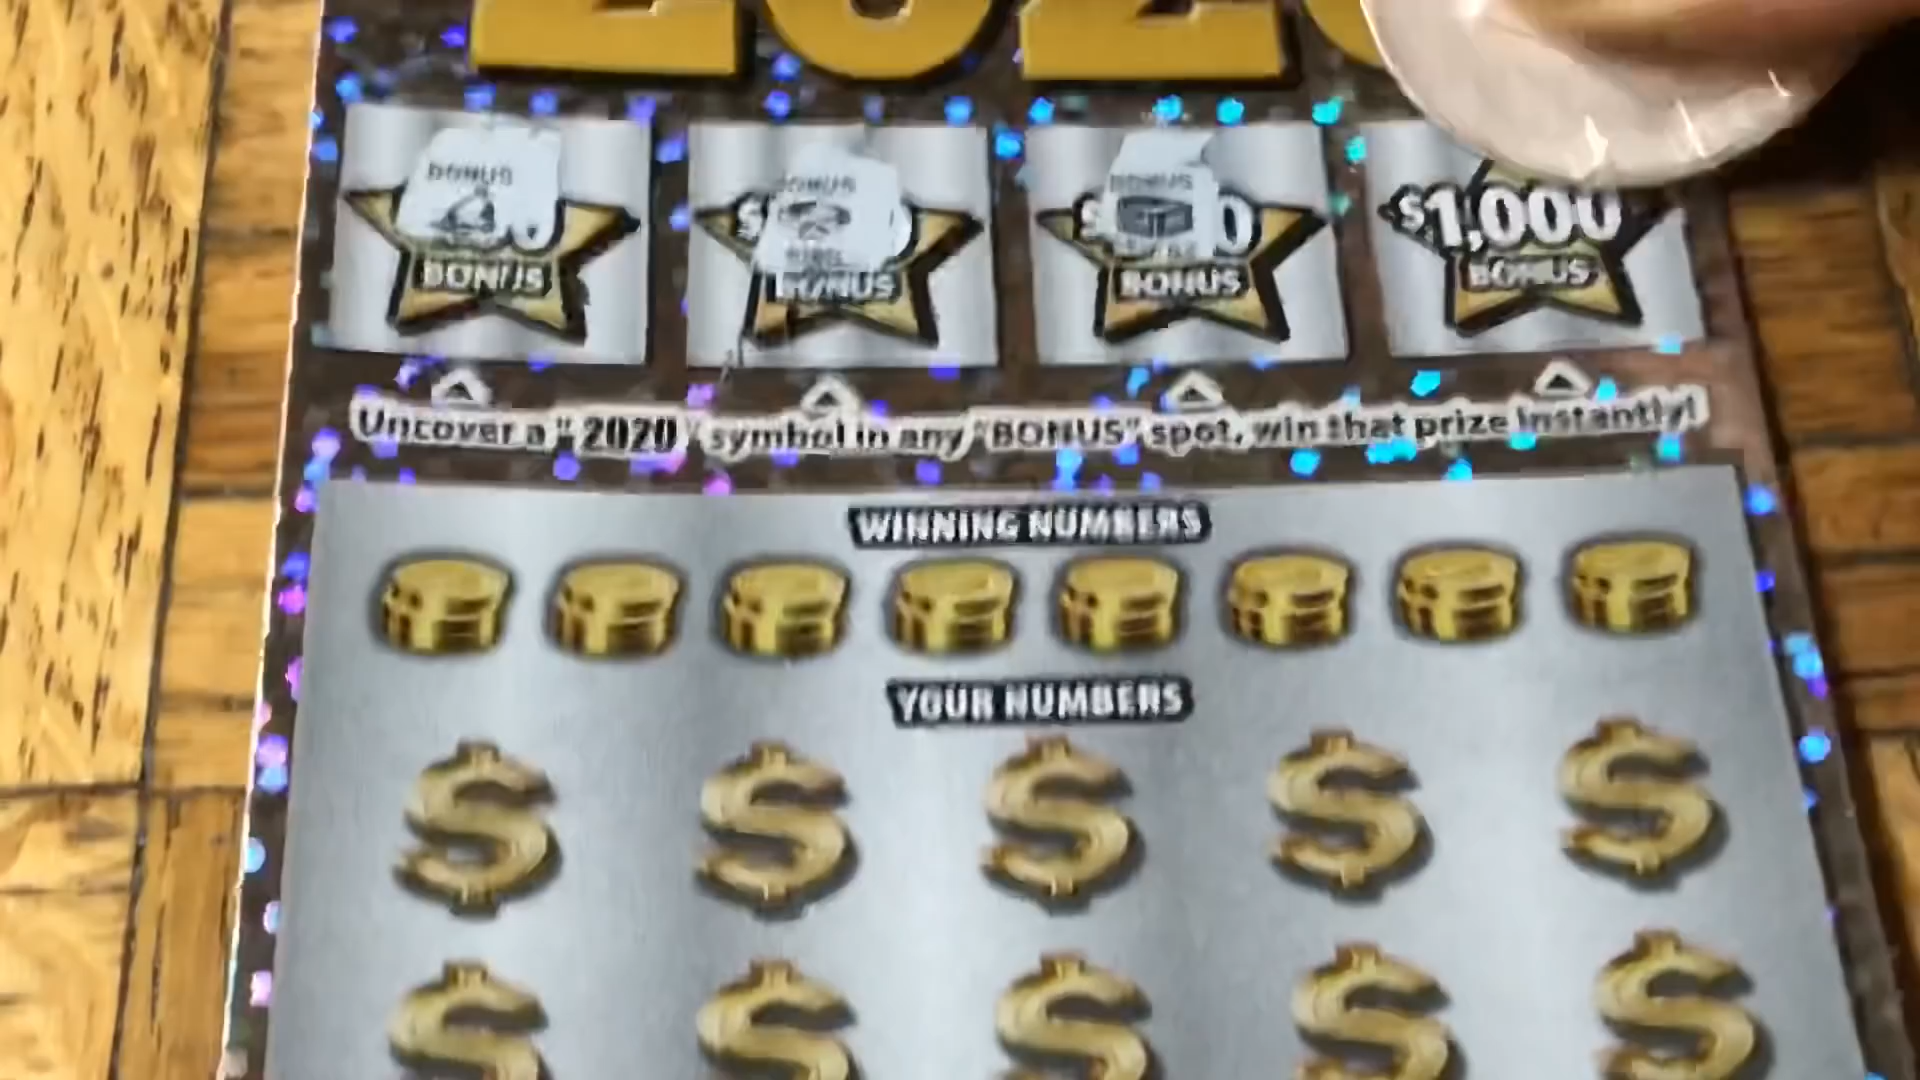 BONUS BONUS BONUS $1,000
BONUS BONUS BONUS BONUS
Uncover a "2020" symbol in any "BONUS" spot, win that prize instantly!
WINNING NUMBERS
YOUR NUMBERS